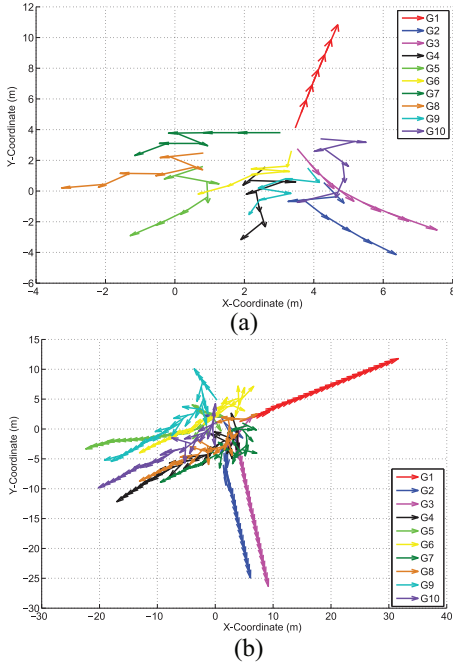 12
10
8
6
4
2
0
−2
−4
−6
Y-Coordinate (m)
−4
−2
0
2
4
6
8
X-Coordinate (m)
G1
G2
G3
G4
G5
G6
G7
G8
G9
G10
(a)
15
10
5
0
−5
−10
−15
−20
−25
−30
Y-Coordinate (m)
−30
−20
−10
0
10
20
30
40
X-Coordinate (m)
G1
G2
G3
G4
G5
G6
G7
G8
G9
G10
(b)